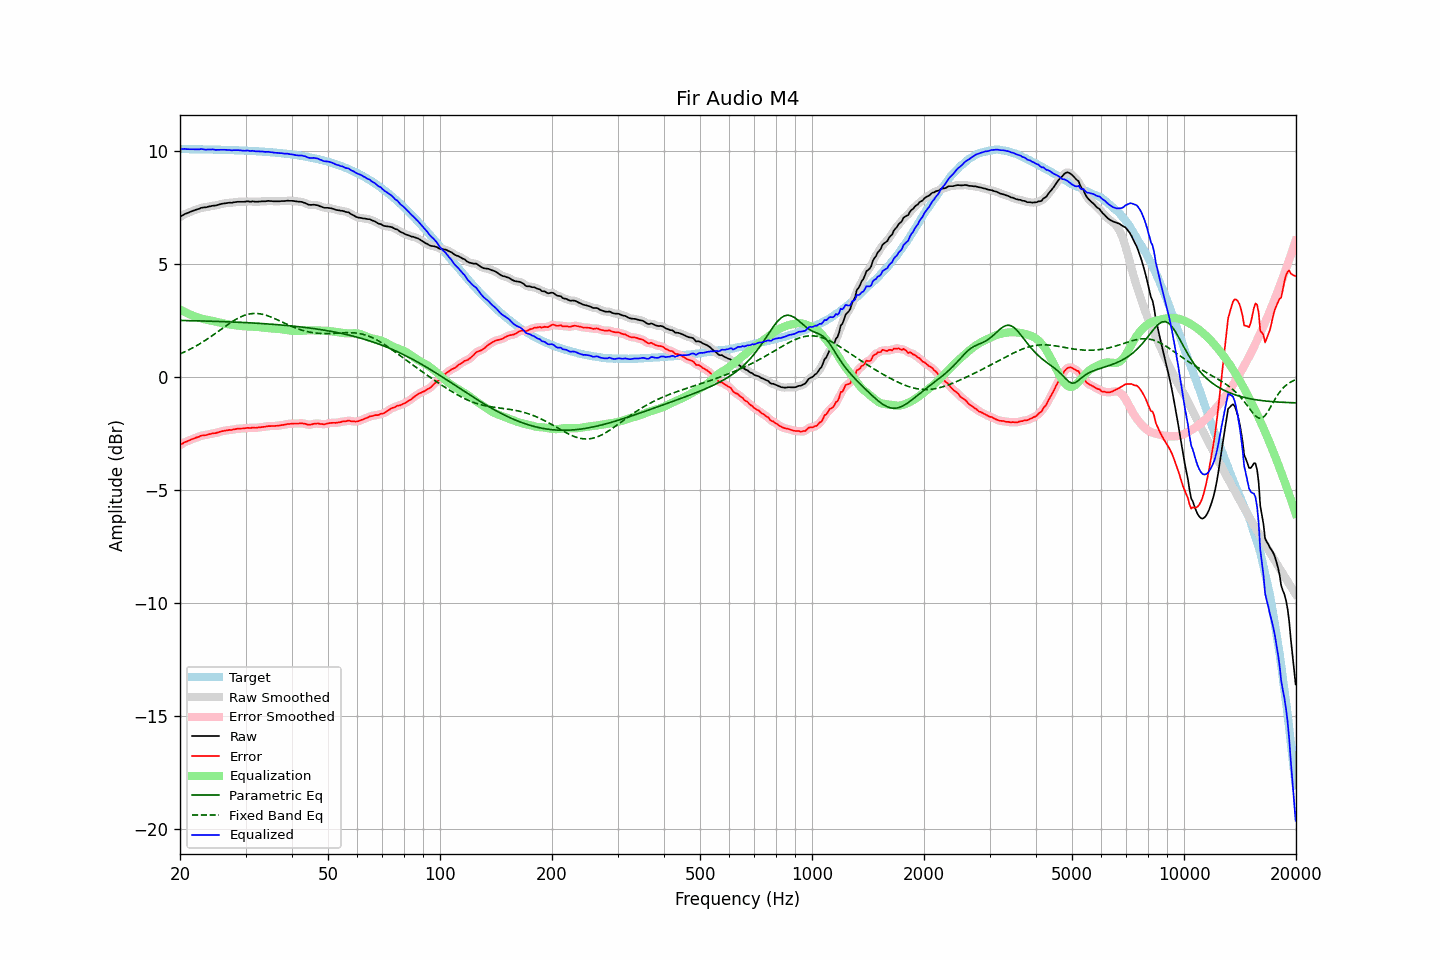 Fir Audio M4
Amplitude (dBr)
10
5
0
−5
−10
−15
−20
Target
Raw Smoothed
Error Smoothed
Raw
Error
Equalization
Parametric Eq
Fixed Band Eq
Equalized
20 50 100 200 500 1000 2000 5000 10000 20000
Frequency (Hz)